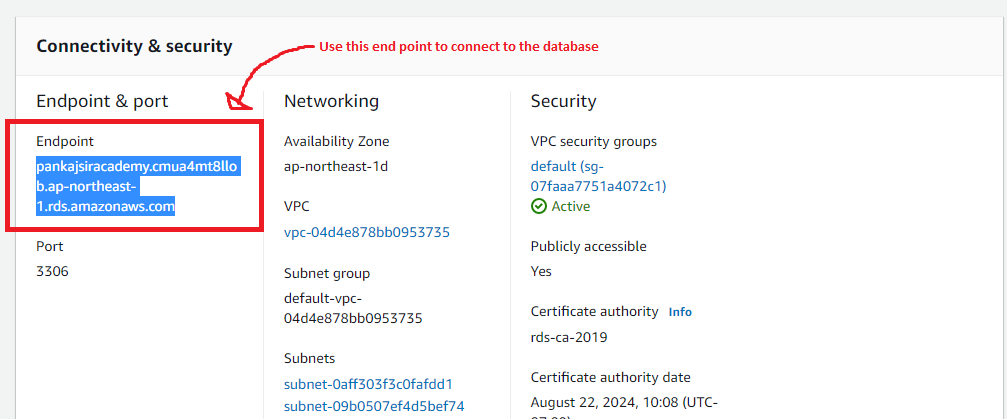 Connectivity & security
Use this end point to connect to the database
Endpoint & port
Endpoint
pankajsiracademy.cmua4mt8llo
b.ap-northeast-
1.rds.amazonaws.com
Port
3306
Networking
Availability Zone
ap-northeast-1d
VPC
vpc-04d4e878bb0953735
Subnet group
default-vpc-
04d4e878bb0953735
Subnets
subnet-0aff303f3c0fafdd1
subnet-09b0507ef4d5bef74
Security
VPC security groups
default (sg-
07faaa7751a4072c1)
Active
Publicly accessible
Yes
Certificate authority Info
rds-ca-2019
Certificate authority date
August 22, 2024, 10:08 (UTC-